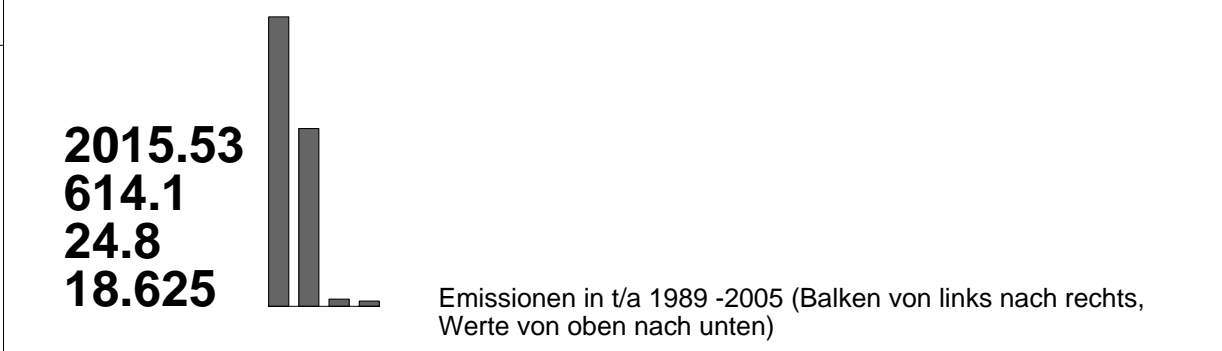 2015.53
614.1
24.8
18.625
Emissionen in t/a 1989 -2005 (Balken von links nach rechts,
Werte von oben nach unten)